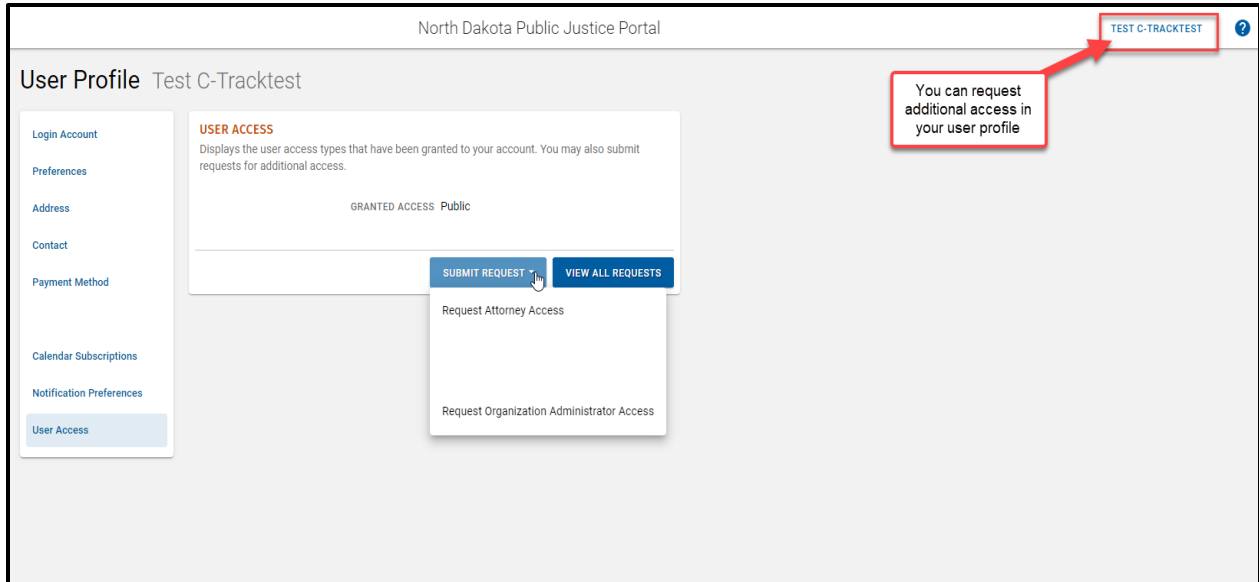 North Dakota Public Justice Portal
TEST C-TRACKTEST
?
User Profile Test C-Tracktest
You can request
additional access in
your user profile
Login Account
Preferences
Address
Contact
Payment Method
Calendar Subscriptions
Notification Preferences
User Access
USER ACCESS
Displays the user access types that have been granted to your account. You may also submit
requests for additional access.
GRANTED ACCESS Public
SUBMIT REQUEST
VIEW ALL REQUESTS
Request Attorney Access
Request Organization Administrator Access